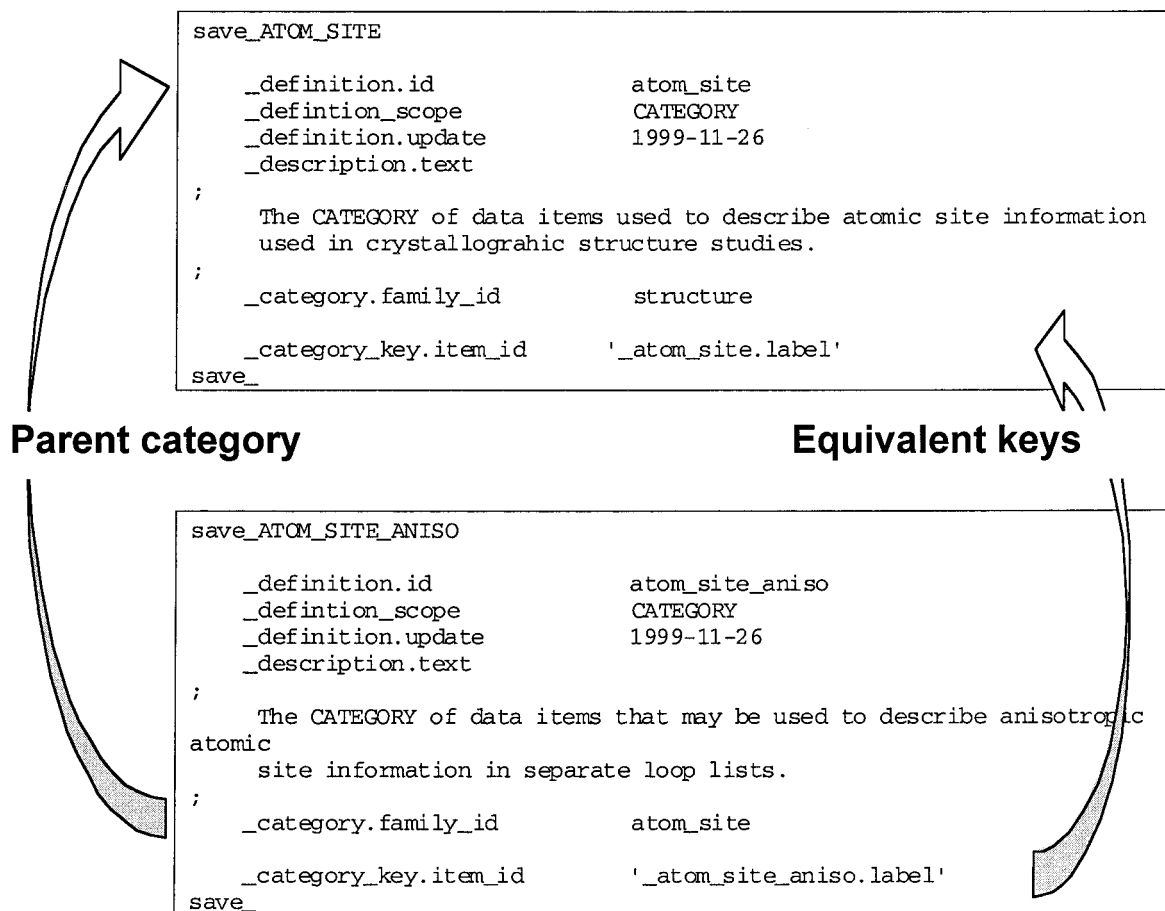 save_ATOM_SITE
_definition.id atom_site
_defintion_scope CATEGORY
_definition.update 1999-11-26
_description.text
;
The CATEGORY of data items used to describe atomic site information
used in crystallograhic structure studies.
;
_category.family_id structure
_category_key.item_id '_atom_site.label'
save_
Parent category
Equivalent keys
save_ATOM_SITE_ANISO
_definition.id atom_site_aniso
_defintion_scope CATEGORY
_definition.update 1999-11-26
_description.text
;
The CATEGORY of data items that may be used to describe anisotropic
atomic
site information in separate loop lists.
;
_category.family_id atom_site
_category_key.item_id '_atom_site_aniso.label'
save_